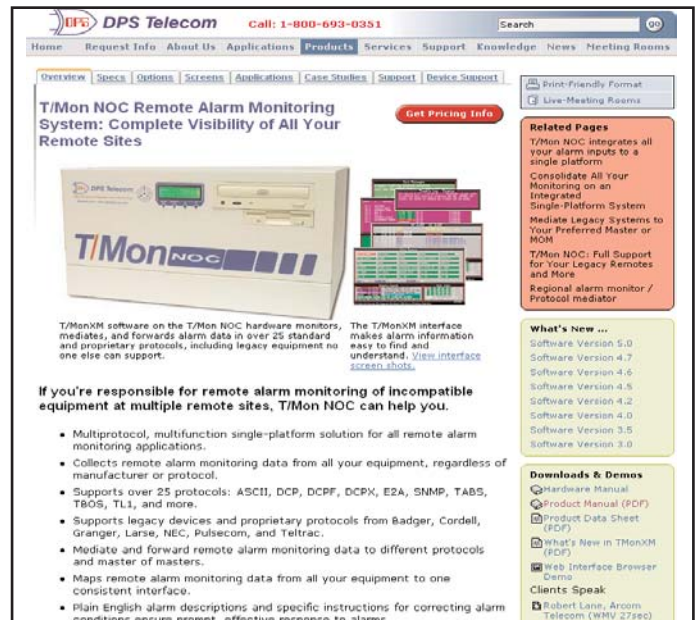 DPS
DPS Telecom
Call: 1-800-693-0351
Search
GO
Home Request Info About Us Applications Products Services Support Knowledge News Meeting Rooms
Overview Specs Options Screens Applications Case Studies Support Device Support
T/Mon NOC Remote Alarm Monitoring
System: Complete Visibility of All Your
Remote Sites
Get Pricing Info
DPS Telecom
T/Mon NOC
T/MonXM software on the T/Mon NOC hardware monitors,
mediates, and forwards alarm data in over 25 standard
and proprietary protocols, including legacy equipment no
one else can support.
The T/MonXM interface
makes alarm information
easy to find and
understand. View interface
screen shots.
If you're responsible for remote alarm monitoring of incompatible
equipment at multiple remote sites, T/Mon NOC can help you.
• Multiprotocol, multifunction single-platform solution for all remote alarm
monitoring applications.
• Collects remote alarm monitoring data from all your equipment, regardless of
manufacturer or protocol.
• Supports over 25 protocols: ASCII, DCP, DCPF, DCPX, E2A, SNMP, TABS,
TBOS, TL1, and more.
• Supports legacy devices and proprietary protocols from Badger, Cordell,
Granger, Larse, NEC, Pulsecom, and Teltrac.
• Mediate and forward remote alarm monitoring data to different protocols
and master of masters.
• Maps remote alarm monitoring data from all your equipment to one
consistent interface.
• Plain English alarm descriptions and specific instructions for correcting alarm
conditions ensure prompt, effective response to alarms.
Print-Friendly Format
Live-Meeting Rooms
Related Pages
T/Mon NOC integrates all
your alarm inputs to a
single platform
Consolidate All Your
Monitoring on an
Integrated
Single-Platform System
Mediate Legacy Systems to
Your Preferred Master or
MOM
T/Mon NOC: Full Support
for Your Legacy Remotes
and More
Regional alarm monitor /
Protocol mediator
What's New ...
Software Version 5.0
Software Version 4.7
Software Version 4.6
Software Version 4.5
Software Version 4.2
Software Version 4.0
Software Version 3.5
Software Version 3.0
Downloads & Demos
Hardware Manual
Product Manual (PDF)
Product Data Sheet
(PDF)
What's New in TMonXM
(PDF)
Web Interface Browser
Demo
Clients Speak
Robert Lane, Arcom
Telecom (WMV 27sec)